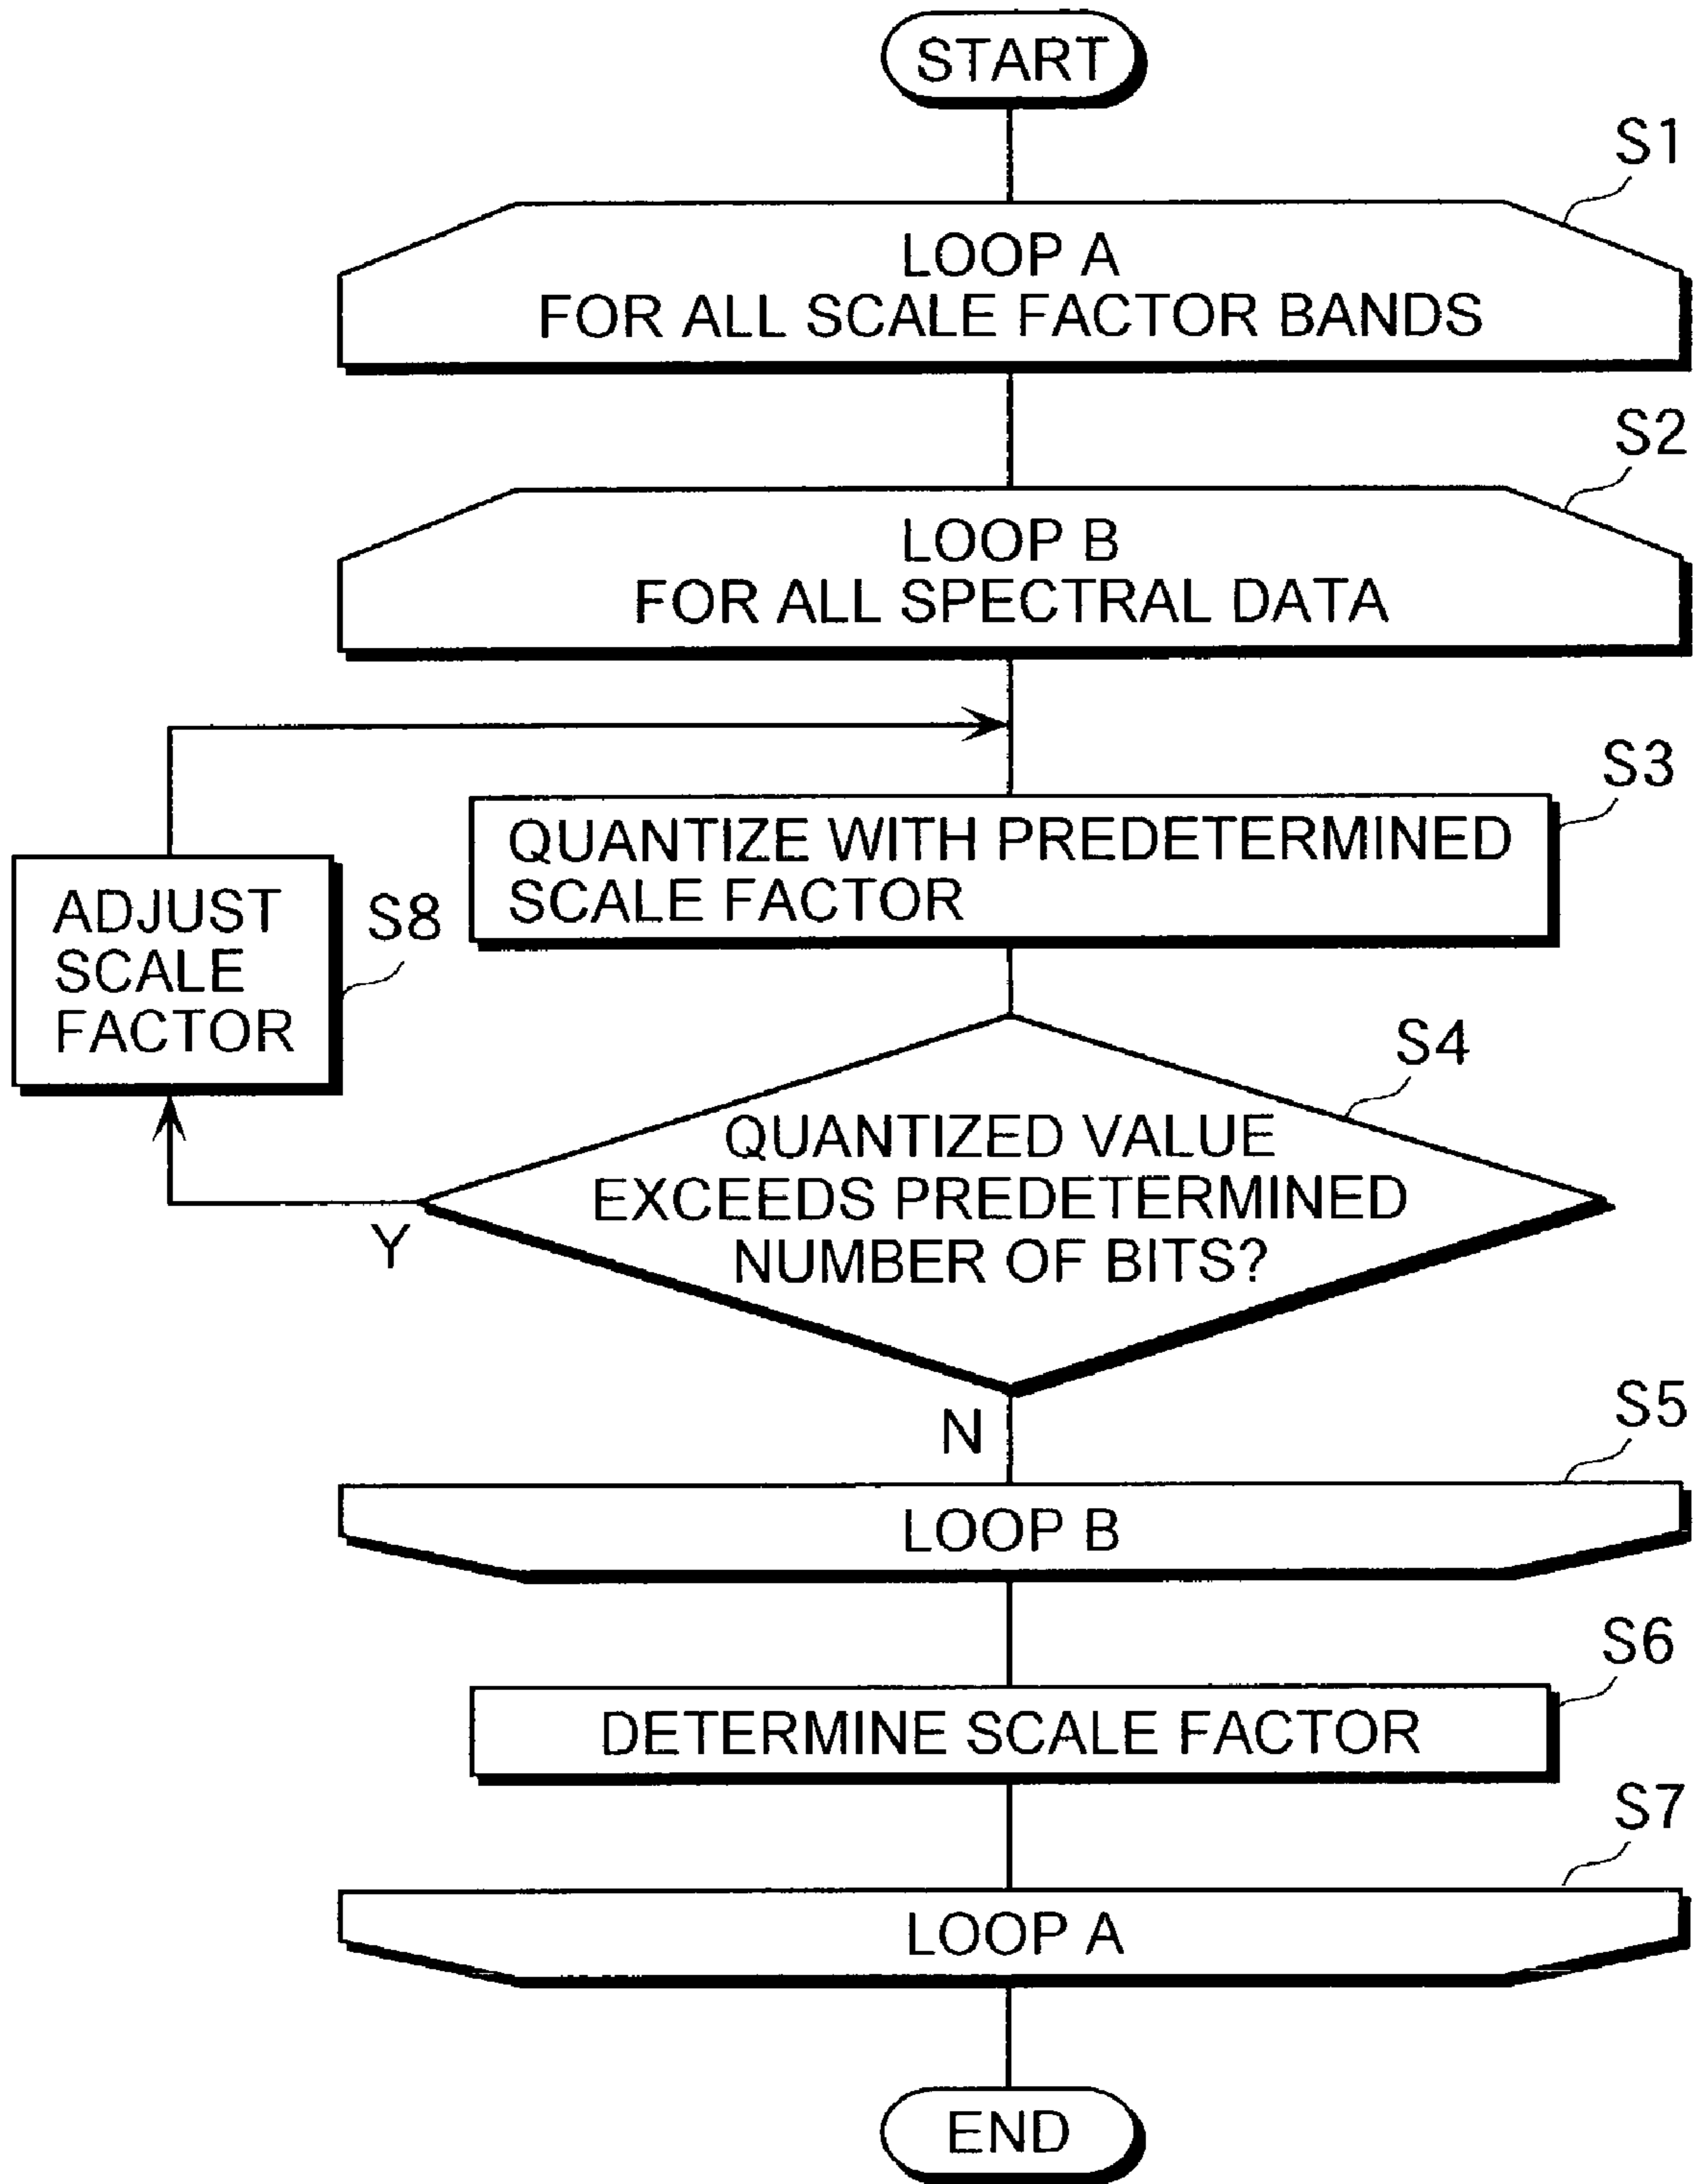 START
S1
LOOP A
FOR ALL SCALE FACTOR BANDS
S2
LOOP B
FOR ALL SPECTRAL DATA
S3
QUANTIZE WITH PREDETERMINED
SCALE FACTOR
ADJUST
SCALE
FACTOR
S8
S4
QUANTIZED VALUE
EXCEEDS PREDETERMINED
NUMBER OF BITS?
Y
N
S5
LOOP B
S6
DETERMINE SCALE FACTOR
S7
LOOP A
END